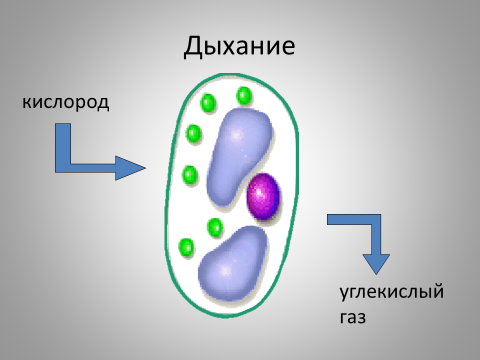 Дыхание
кислород
углекислый
газ